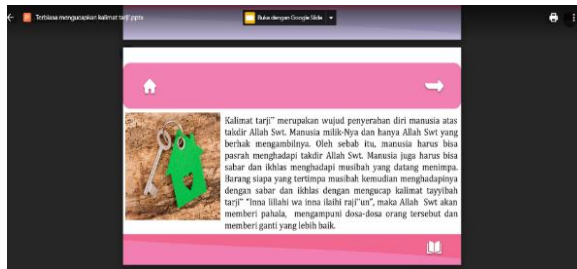 Terbiasa mengucapkan kalimat tarji'.pptx
Buka dengan Google Slide
Kalimat tarji” merupakan wujud penyerahan diri manusia atas
takdir Allah Swt. Manusia milik-Nya dan hanya Allah Swt yang
berhak mengambilnya. Oleh sebab itu, manusia harus bisa
pasrah menghadapi takdir Allah Swt. Manusia juga harus bisa
sabar dan ikhlas menghadapi musibah yang datang menimpa.
Barang siapa yang tertimpa masibah kemudian menghadapinya
dengan sabar dan ikhlas dengan mengucap kalimat tayyibah
tarji” “Inna lillahi wa inna ilaihi raji”un”, maka Allah Swt akan
memberi pahala, mengampuni dosa-dosa orang tersebut dan
memberi ganti yang lebih baik.